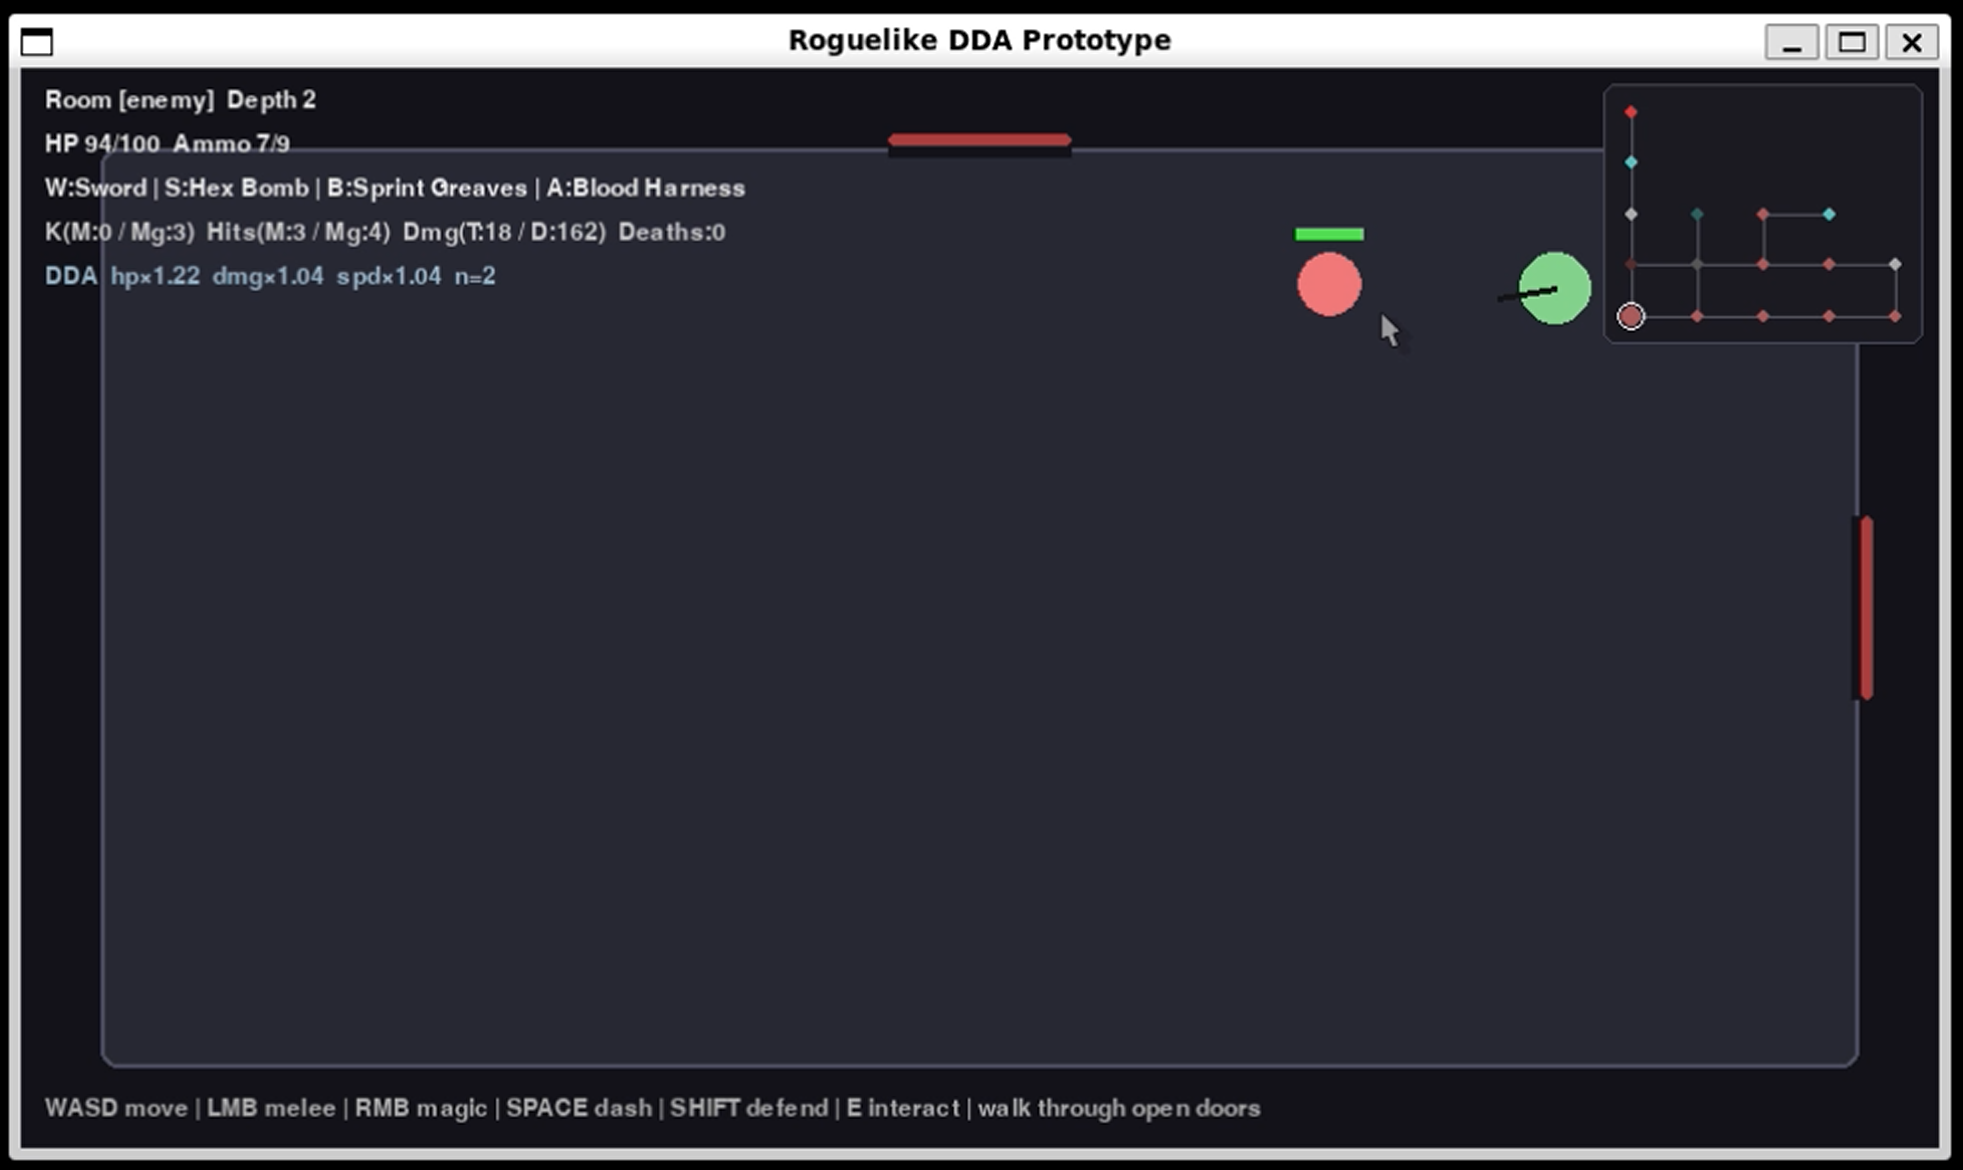 Roguelike DDA Prototype
Room [enemy] Depth 2
HP 94/100 Ammo 7/9
W:Sword | S:Hex Bomb | B:Sprint Greaves | A:Blood Harness
K(M:0 / Mg:3) Hits(M:3 / Mg:4) Dmg(T:18 / D:162) Deaths:0
DDA hp×1.22 dmg×1.04 spd×1.04 n=2
WASD move | LMB melee | RMB magic | SPACE dash | SHIFT defend | E interact | walk through open doors